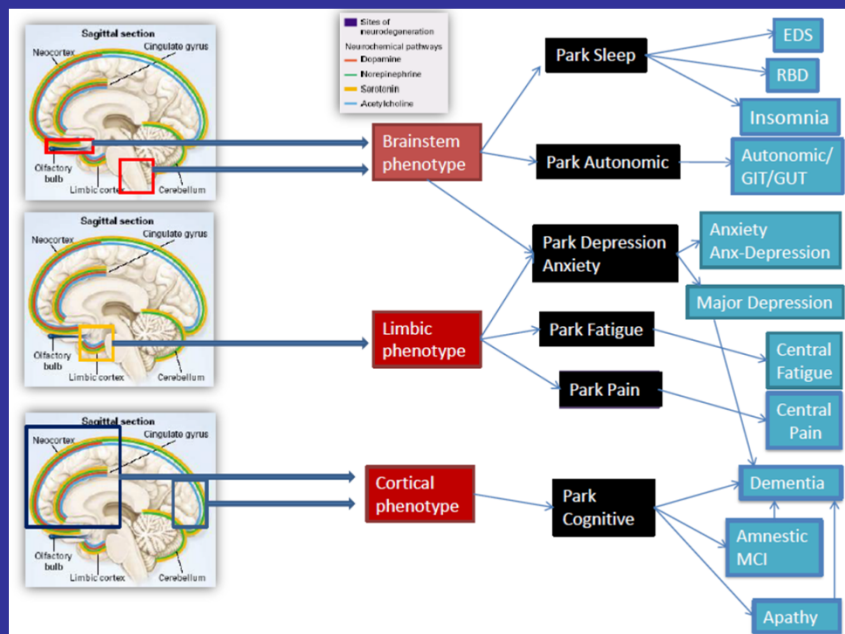 Sagittal section
Neocortex
Cingulate gyrus
Olfactory
bulb
Limbic cortex
Cerebellum
Sites of
neurodegeneration
Neurochemical pathways
Dopamine
Norepinephrine
Serotonin
Acetylcholine
Brainstem
phenotype
Park Sleep
EDS
RBD
Insomnia
Park Autonomic
Autonomic/
GIT/GUT
Sagittal section
Neocortex
Cingulate gyrus
Olfactory
bulb
Limbic cortex
Cerebellum
Limbic
phenotype
Park Depression
Anxiety
Anxiety
Anx-Depression
Major Depression
Park Fatigue
Central
Fatigue
Park Pain
Central
Pain
Sagittal section
Neocortex
Cingulate gyrus
Olfactory
bulb
Limbic cortex
Cerebellum
Cortical
phenotype
Park
Cognitive
Dementia
Amnestic
MCI
Apathy